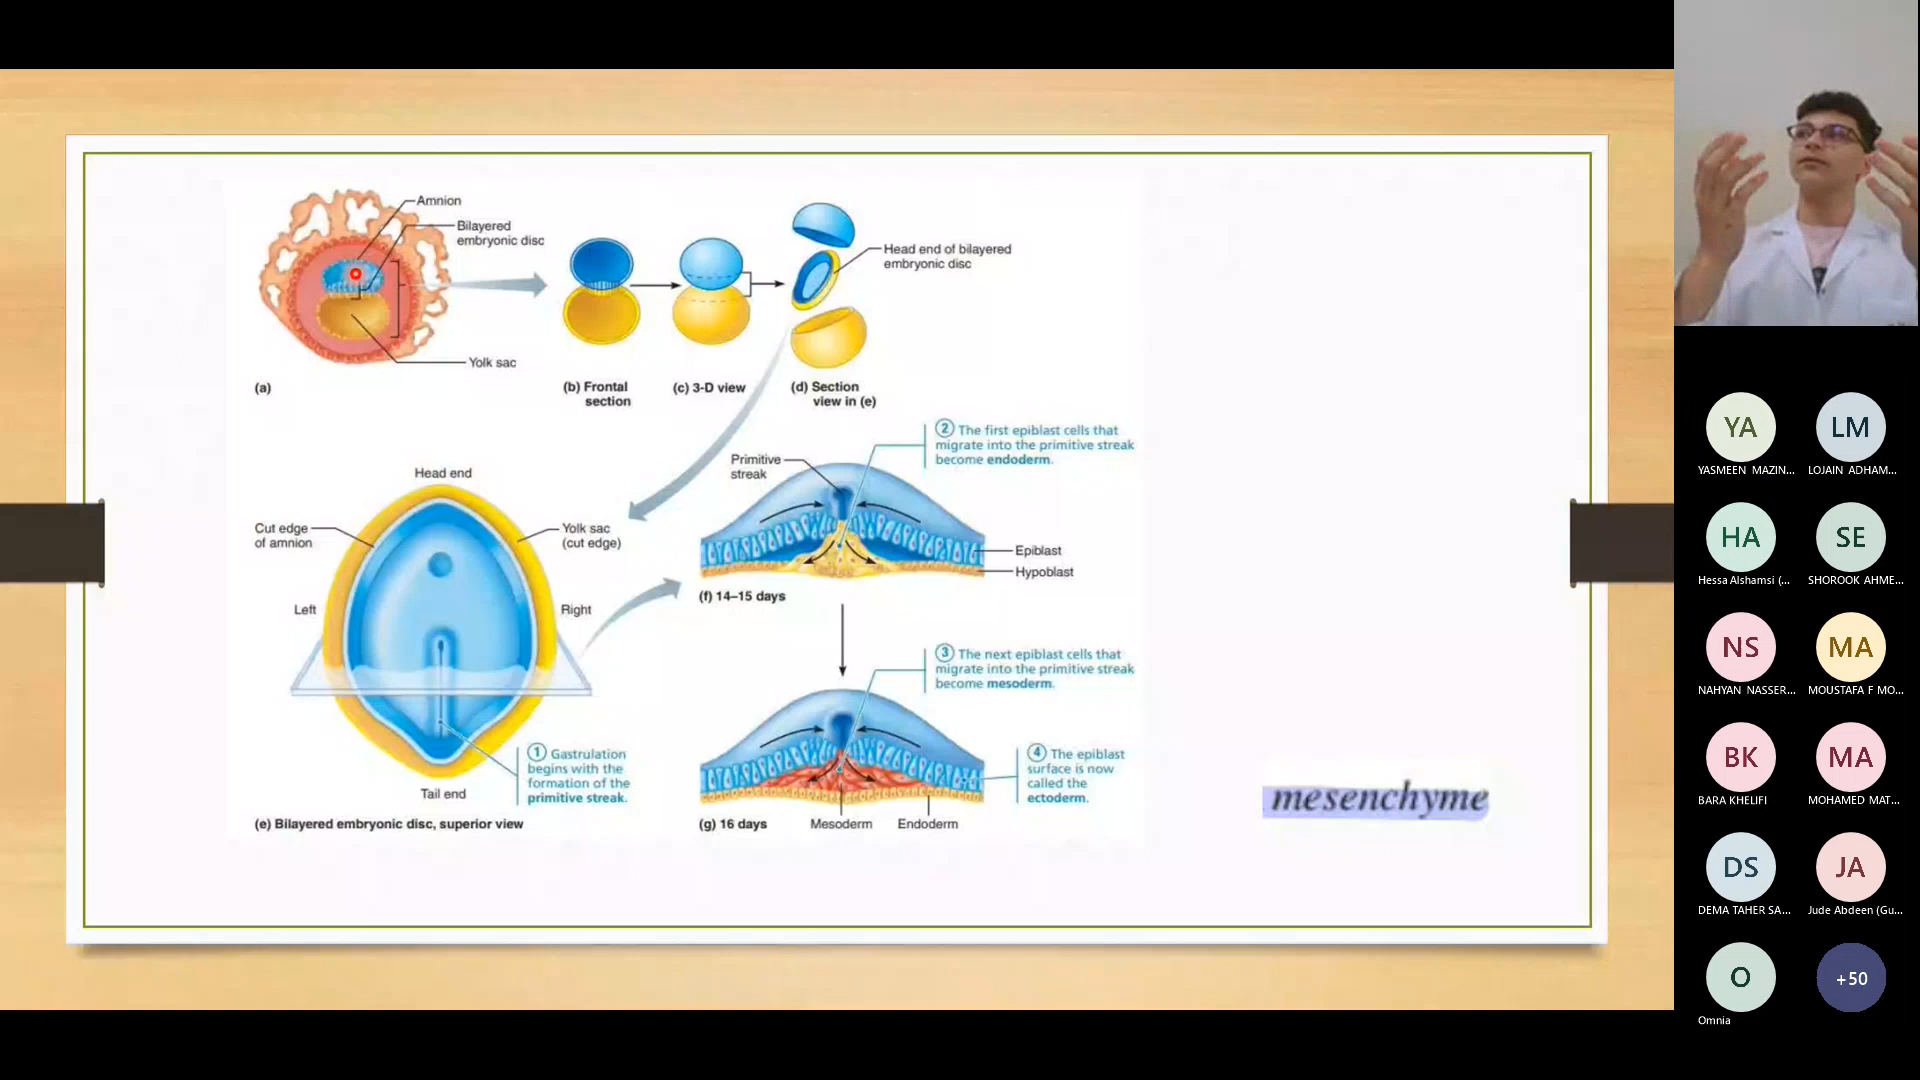 Amnion
Bilayered
embryonic disc
Yolk sac
(a)
(b) Frontal
section
(c) 3-D view
(d) Section
view in (e)
Head end of bilayered
embryonic disc
Head end
Cut edge
of amnion
Yolk sac
(cut edge)
Left
Right
Tail end
1 Gastrulation
begins with the
formation of the
primitive streak.
(e) Bilayered embryonic disc, superior view
Primitive
streak
2 The first epiblast cells that
migrate into the primitive streak
become endoderm.
Epiblast
Hypoblast
(f) 14–15 days
3 The next epiblast cells that
migrate into the primitive streak
become mesoderm.
4 The epiblast
surface is now
called the
ectoderm.
(g) 16 days
Mesoderm
Endoderm
mesenchyme
YA
YASMEEN MAZIN...
LM
LOJAIN ADHAM...
HA
Hessa Alshamsi (...
SE
SHOROOK AHME...
NS
NAHYAN NASSER...
MA
MOUSTAFA F MO...
BK
BARA KHELIFI
MA
MOHAMED MAT...
DS
DEMA TAHER SA...
JA
Jude Abdeen (Gu...
O
Omnia
+50